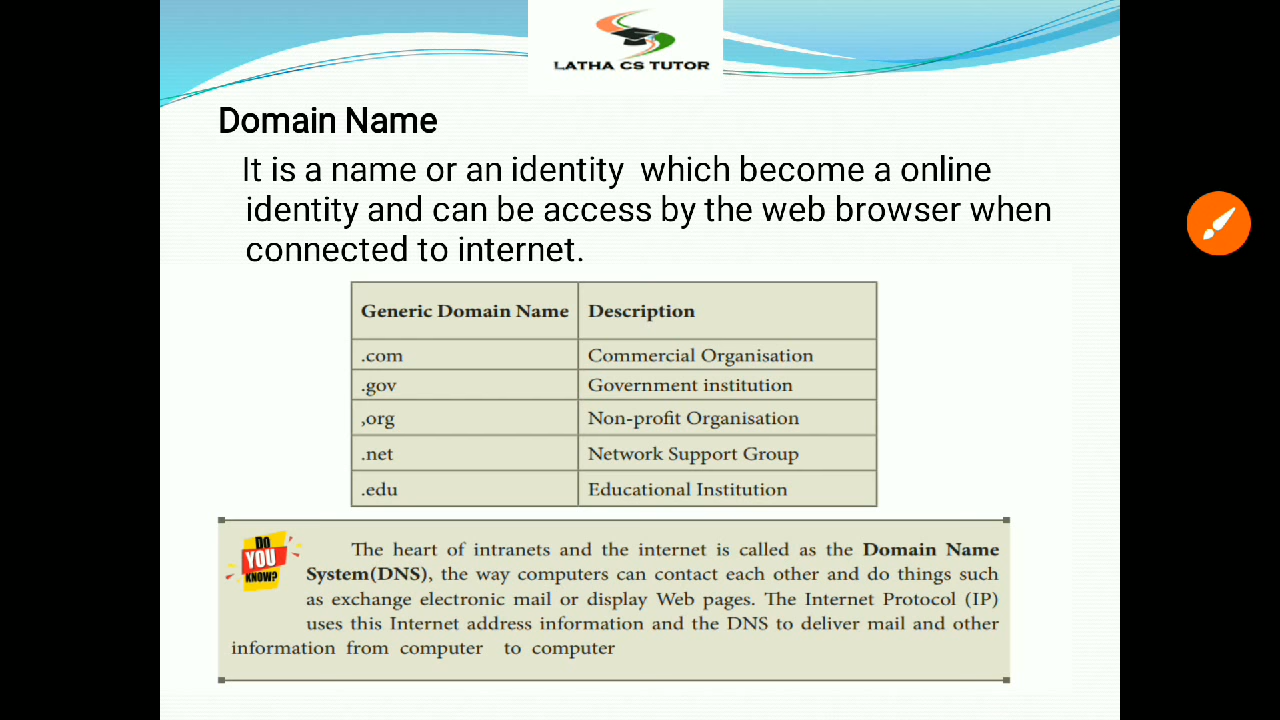 LATHA CS TUTOR
Domain Name
It is a name or an identity which become a online
identity and can be access by the web browser when
connected to internet.
Generic Domain Name Description
.com Commercial Organisation
.gov Government institution
,org Non-profit Organisation
.net Network Support Group
.edu Educational Institution
DO
YOU
KNOW?
The heart of intranets and the internet is called as the Domain Name
System(DNS), the way computers can contact each other and do things such
as exchange electronic mail or display Web pages. The Internet Protocol (IP)
uses this Internet address information and the DNS to deliver mail and other
information from computer to computer